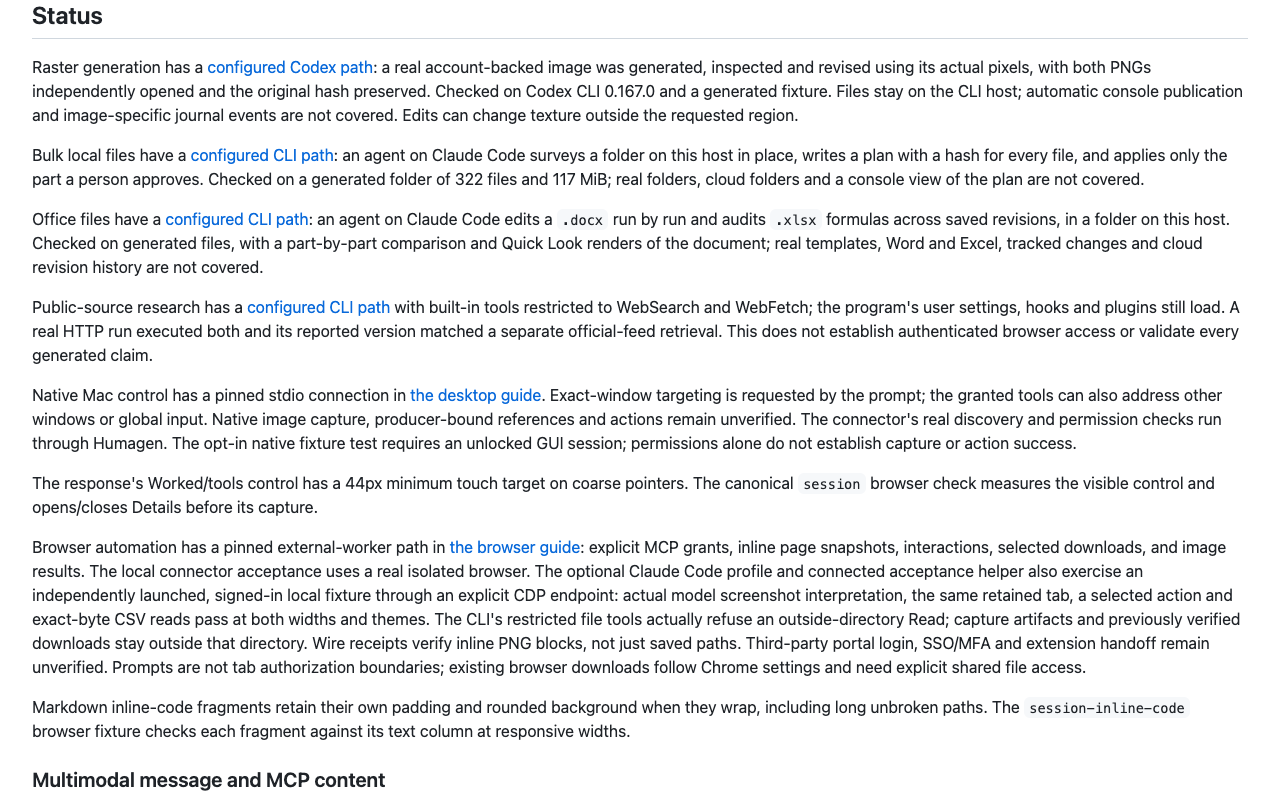 Status
Raster generation has a configured Codex path: a real account-backed image was generated, inspected and revised using its actual pixels, with both PNGs
independently opened and the original hash preserved. Checked on Codex CLI 0.167.0 and a generated fixture. Files stay on the CLI host; automatic console publication
and image-specific journal events are not covered. Edits can change texture outside the requested region.
Bulk local files have a configured CLI path: an agent on Claude Code surveys a folder on this host in place, writes a plan with a hash for every file, and applies only the
part a person approves. Checked on a generated folder of 322 files and 117 MiB; real folders, cloud folders and a console view of the plan are not covered.
Office files have a configured CLI path: an agent on Claude Code edits a .docx run by run and audits .xlsx formulas across saved revisions, in a folder on this host.
Checked on generated files, with a part-by-part comparison and Quick Look renders of the document; real templates, Word and Excel, tracked changes and cloud
revision history are not covered.
Public-source research has a configured CLI path with built-in tools restricted to WebSearch and WebFetch; the program's user settings, hooks and plugins still load. A
real HTTP run executed both and its reported version matched a separate official-feed retrieval. This does not establish authenticated browser access or validate every
generated claim.
Native Mac control has a pinned stdio connection in the desktop guide. Exact-window targeting is requested by the prompt; the granted tools can also address other
windows or global input. Native image capture, producer-bound references and actions remain unverified. The connector's real discovery and permission checks run
through Humagen. The opt-in native fixture test requires an unlocked GUI session; permissions alone do not establish capture or action success.
The response's Worked/tools control has a 44px minimum touch target on coarse pointers. The canonical session browser check measures the visible control and
opens/closes Details before its capture.
Browser automation has a pinned external-worker path in the browser guide: explicit MCP grants, inline page snapshots, interactions, selected downloads, and image
results. The local connector acceptance uses a real isolated browser. The optional Claude Code profile and connected acceptance helper also exercise an
independently launched, signed-in local fixture through an explicit CDP endpoint: actual model screenshot interpretation, the same retained tab, a selected action and
exact-byte CSV reads pass at both widths and themes. The CLI's restricted file tools actually refuse an outside-directory Read; capture artifacts and previously verified
downloads stay outside that directory. Wire receipts verify inline PNG blocks, not just saved paths. Third-party portal login, SSO/MFA and extension handoff remain
unverified. Prompts are not tab authorization boundaries; existing browser downloads follow Chrome settings and need explicit shared file access.
Markdown inline-code fragments retain their own padding and rounded background when they wrap, including long unbroken paths. The session-inline-code
browser fixture checks each fragment against its text column at responsive widths.
Multimodal message and MCP content